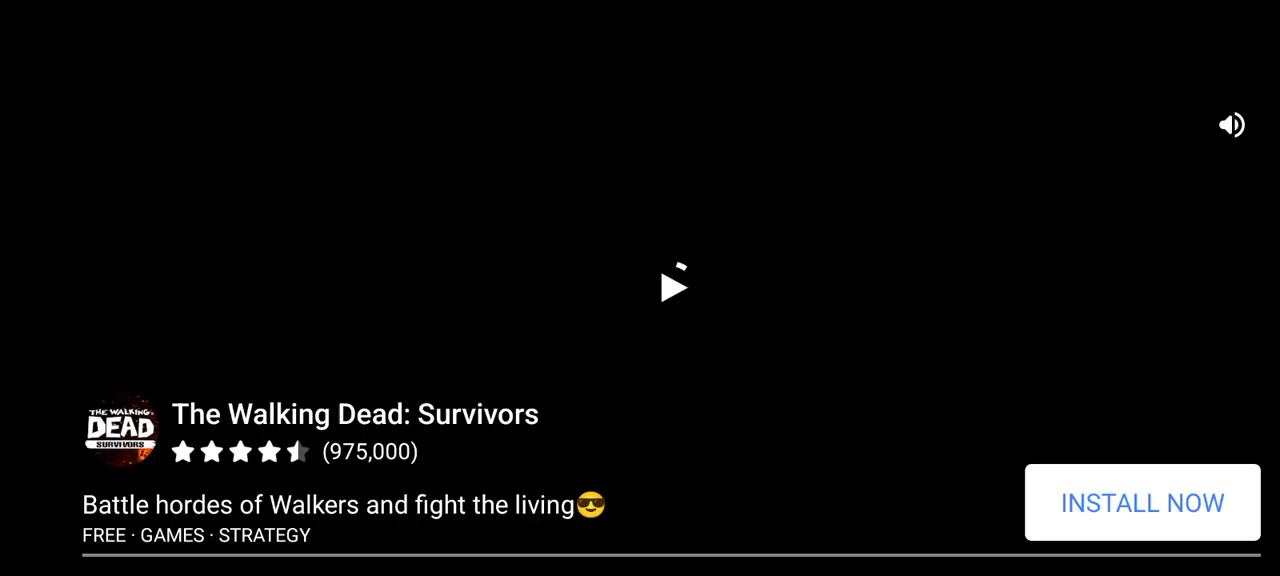 THE WALKING
DEAD
SURVIVORS
The Walking Dead: Survivors
(975,000)
Battle hordes of Walkers and fight the living😎
FREE · GAMES · STRATEGY
INSTALL NOW